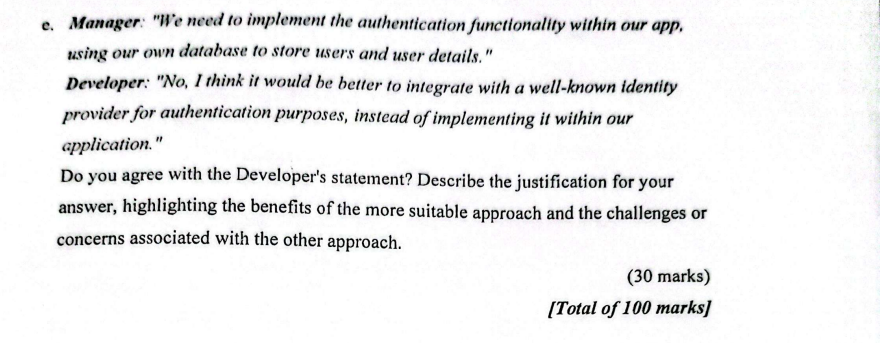 e. Manager: "We need to implement the authentication functionality within our app,
using our own database to store users and user details."
Developer: "No, I think it would be better to integrate with a well-known identity
provider for authentication purposes, instead of implementing it within our
application."
Do you agree with the Developer's statement? Describe the justification for your
answer, highlighting the benefits of the more suitable approach and the challenges or
concerns associated with the other approach.
(30 marks)
[Total of 100 marks]